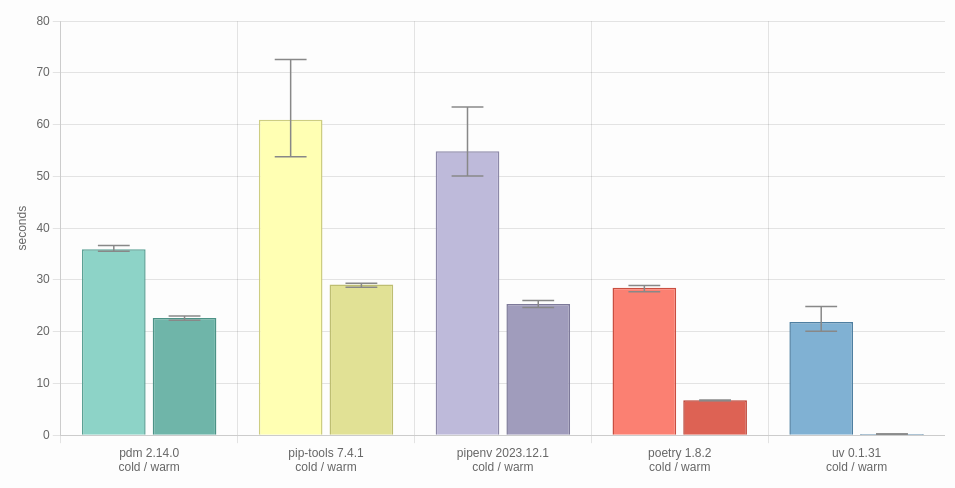 80
70
60
50
40
30
20
10
0
seconds
pdm 2.14.0
cold / warm
pip-tools 7.4.1
cold / warm
pipenv 2023.12.1
cold / warm
poetry 1.8.2
cold / warm
uv 0.1.31
cold / warm